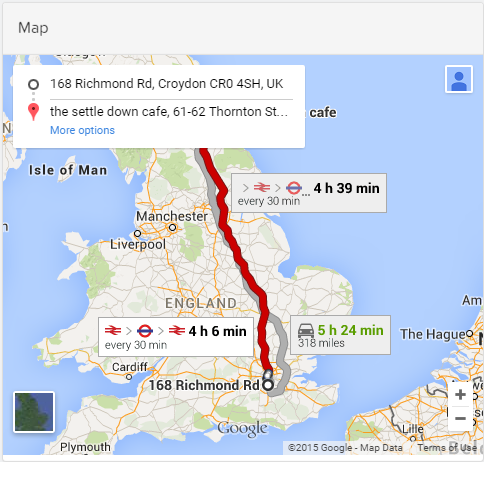 Map
Glasgow
168 Richmond Rd, Croydon CR0 4SH, UK
the settle down cafe, 61-62 Thornton St...
More options
cafe
Isle of Man
4 h 39 min
every 30 min
Manchester
Liverpool
ENGLAND
4 h 6 min
every 30 min
5 h 24 min
318 miles
Am
The Hague
N
Cardiff
168 Richmond Rd
+
−
Google
Lille
Bel
Plymouth
©2015 Google - Map Data
Terms of Use